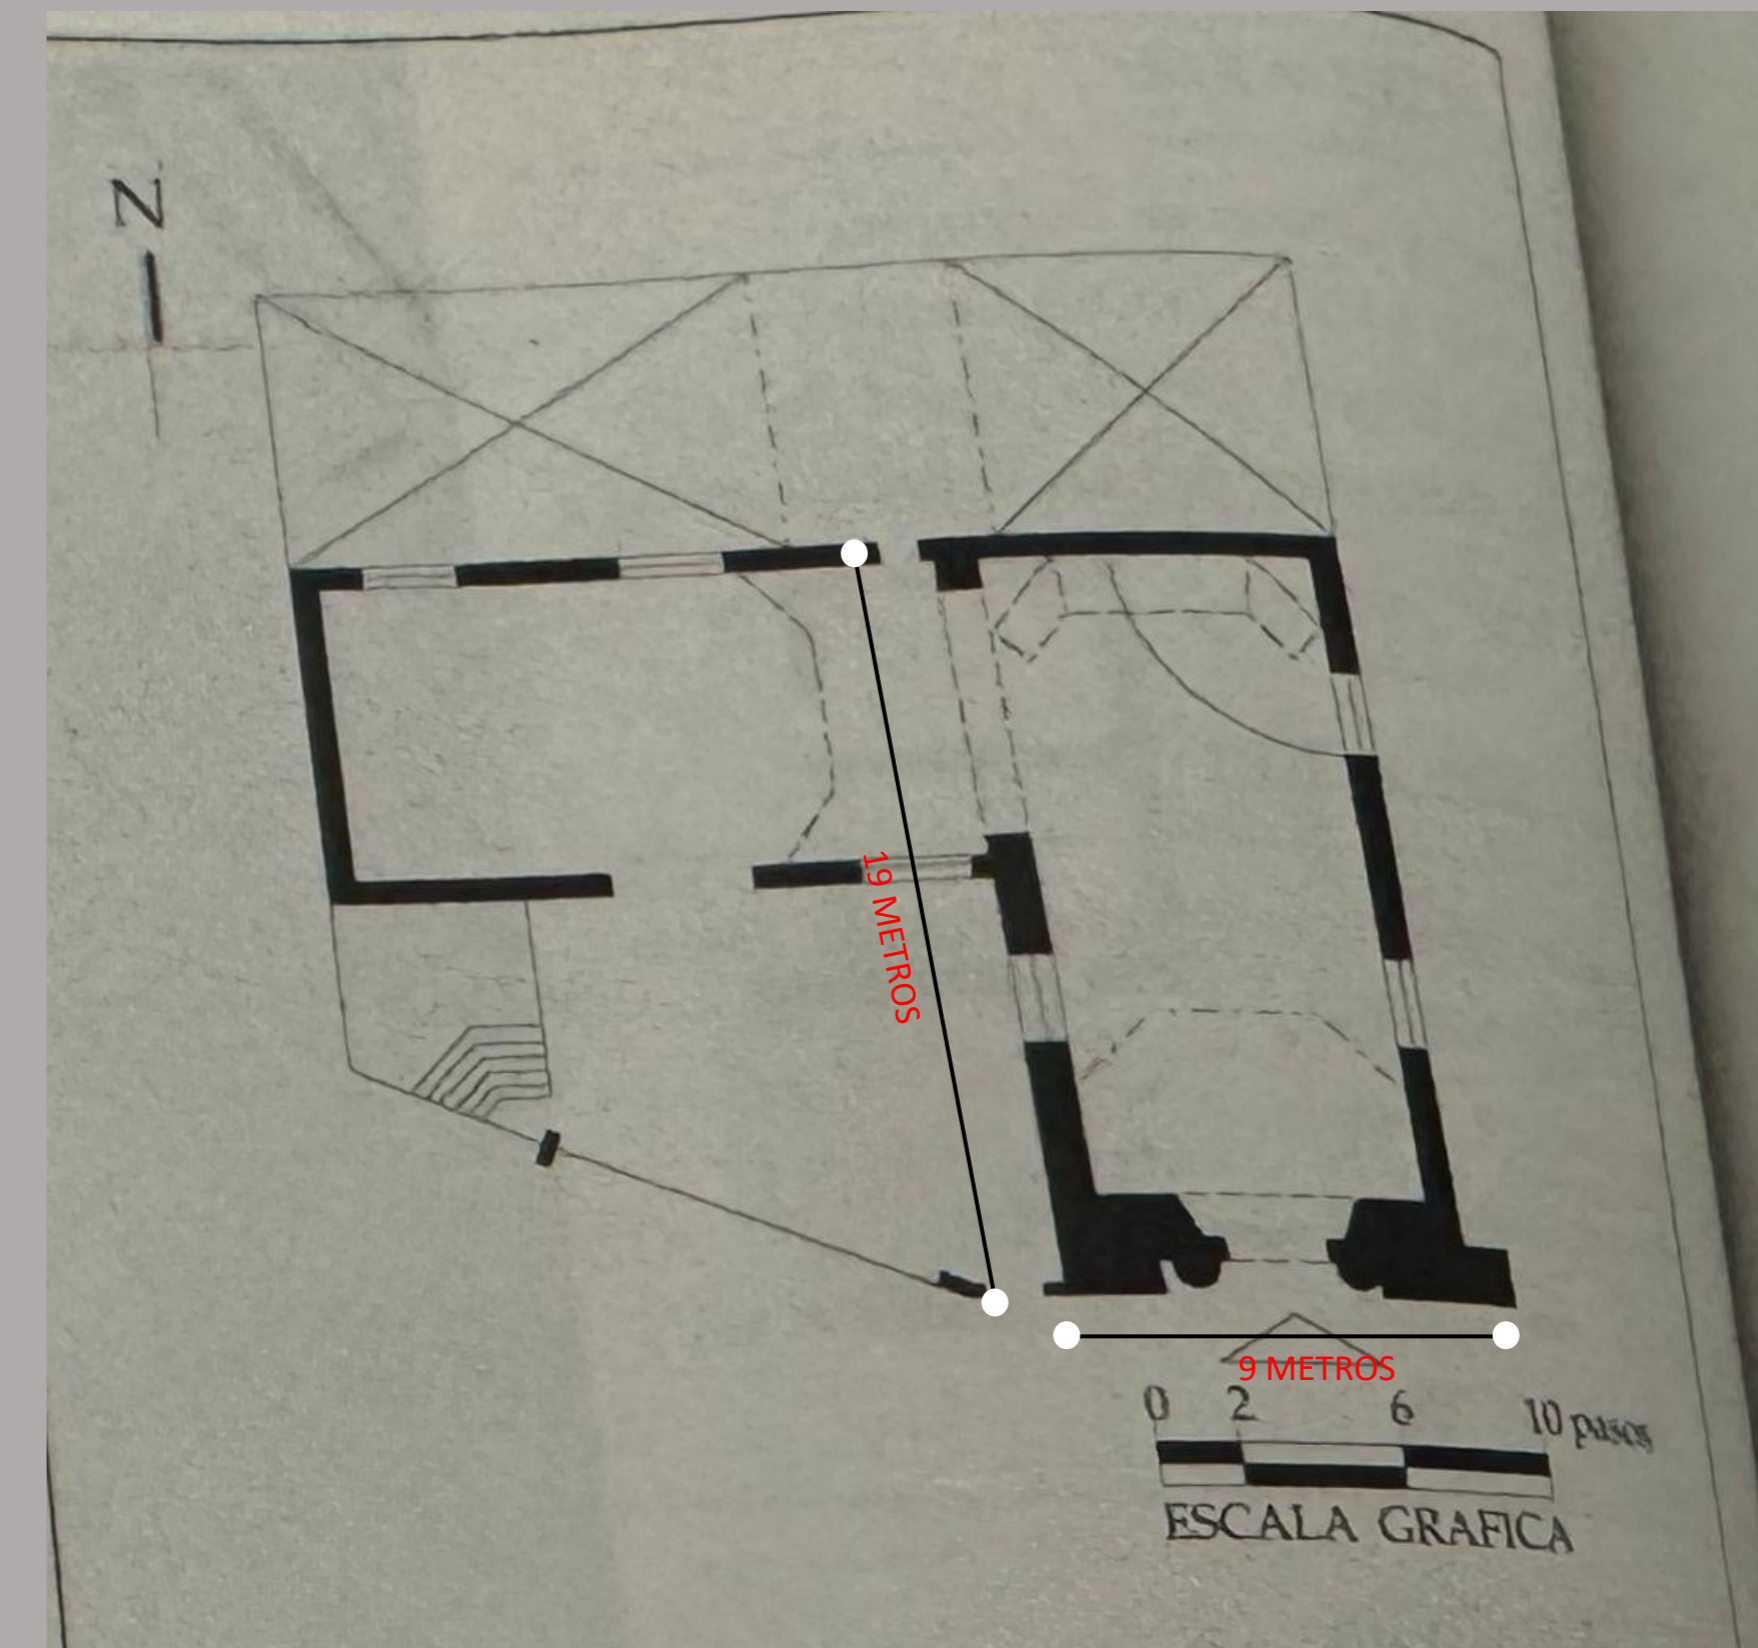 N
19 METROS
9 METROS
0 2 6 10 pasos
ESCALA GRAFICA